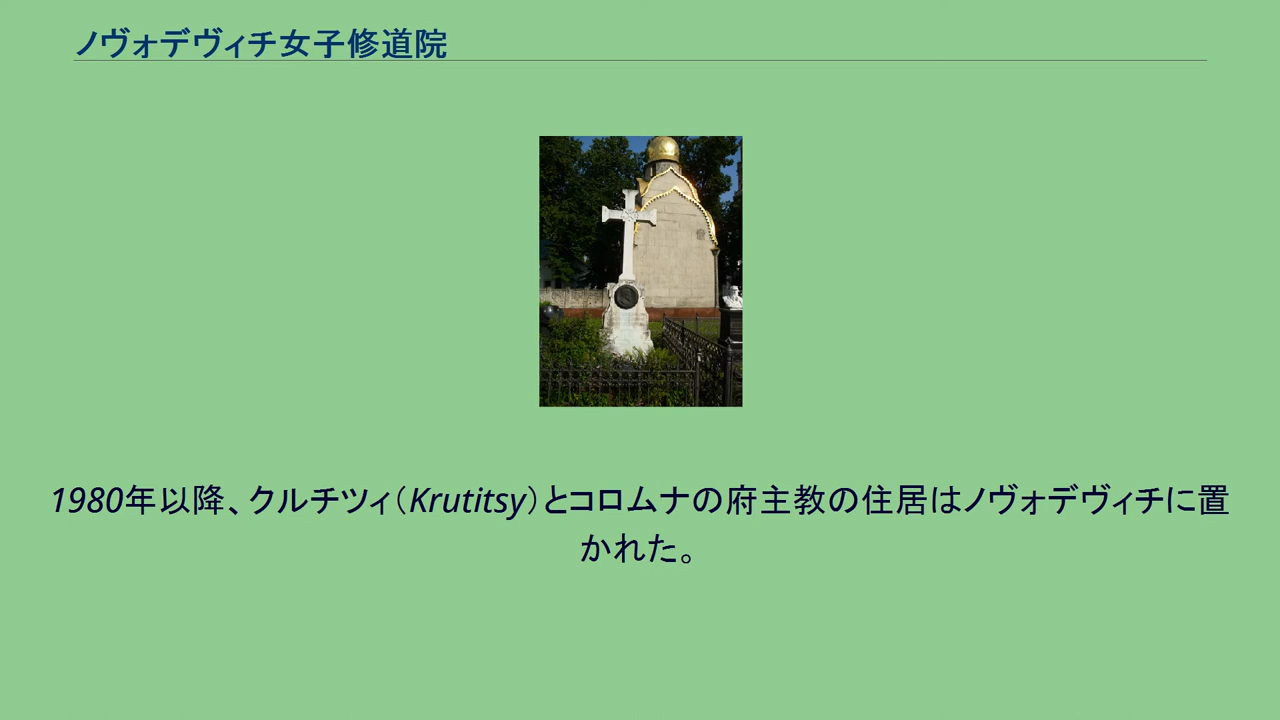 ノヴォデヴィチ女子修道院
1980年以降、クルチツィ（Krutitsy）とコロムナの府主教の住居はノヴォデヴィチに置
かれた。